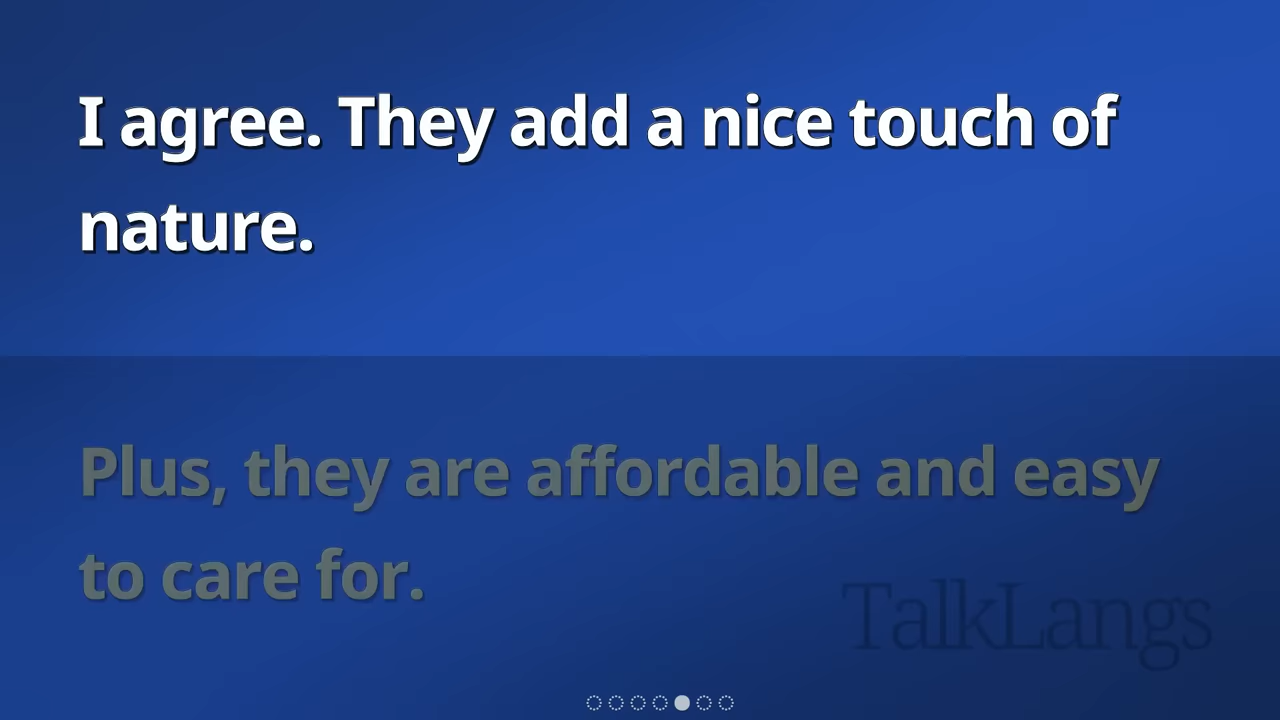 I agree. They add a nice touch of
nature.
Plus, they are affordable and easy
to care for.
TalkLangs